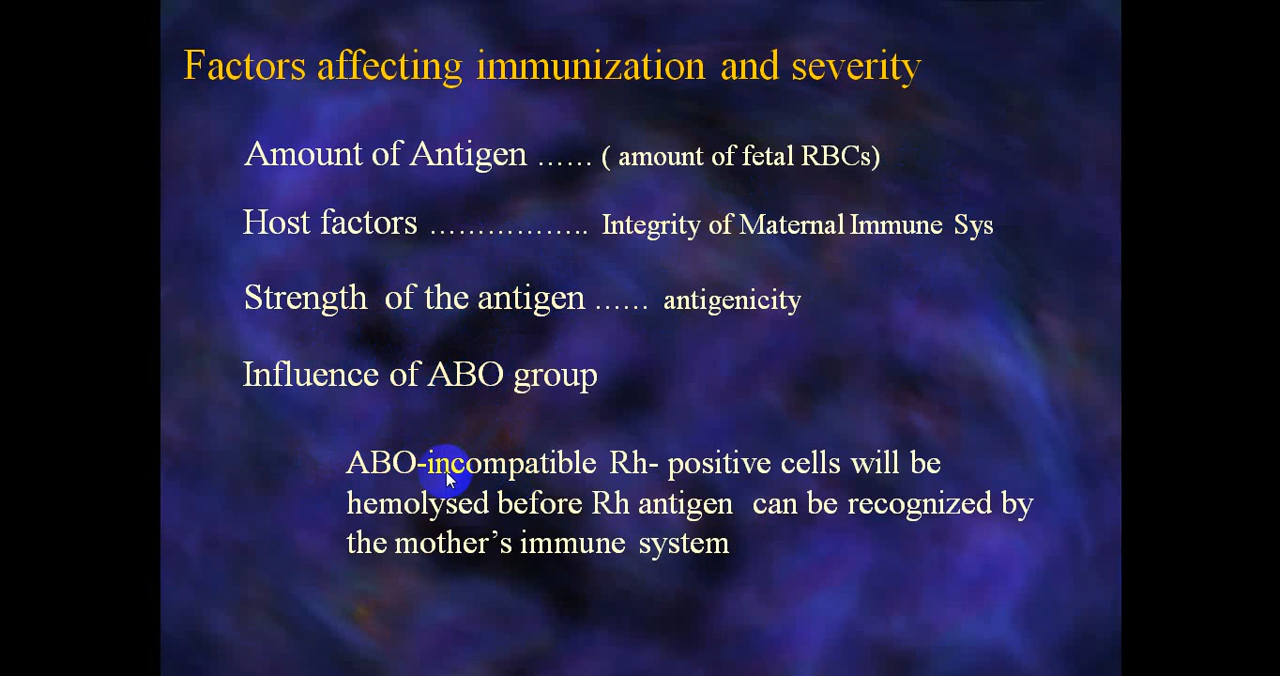 Factors affecting immunization and severity
Amount of Antigen …… ( amount of fetal RBCs)
Host factors …………….. Integrity of Maternal Immune Sys
Strength of the antigen …… antigenicity
Influence of ABO group
ABO-incompatible Rh- positive cells will be
hemolysed before Rh antigen can be recognized by
the mother’s immune system